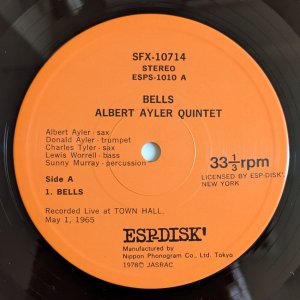 SFX-10714
STEREO
ESPS-1010 A
BELLS
ALBERT AYLER QUINTET
Albert Ayler - sax
Donald Ayler - trumpet
Charles Tyler - sax
Lewis Worrell - bass
Sunny Murray - percussion
33⅓ rpm
LICENSED BY ESP-DISK'
NEW YORK
Side A
1. BELLS
Recorded Live at TOWN HALL.
May 1, 1965
ESP-DISK'
Manufactured by
Nippon Phonogram Co., Ltd. Tokyo
1978Ⓒ JASRAC